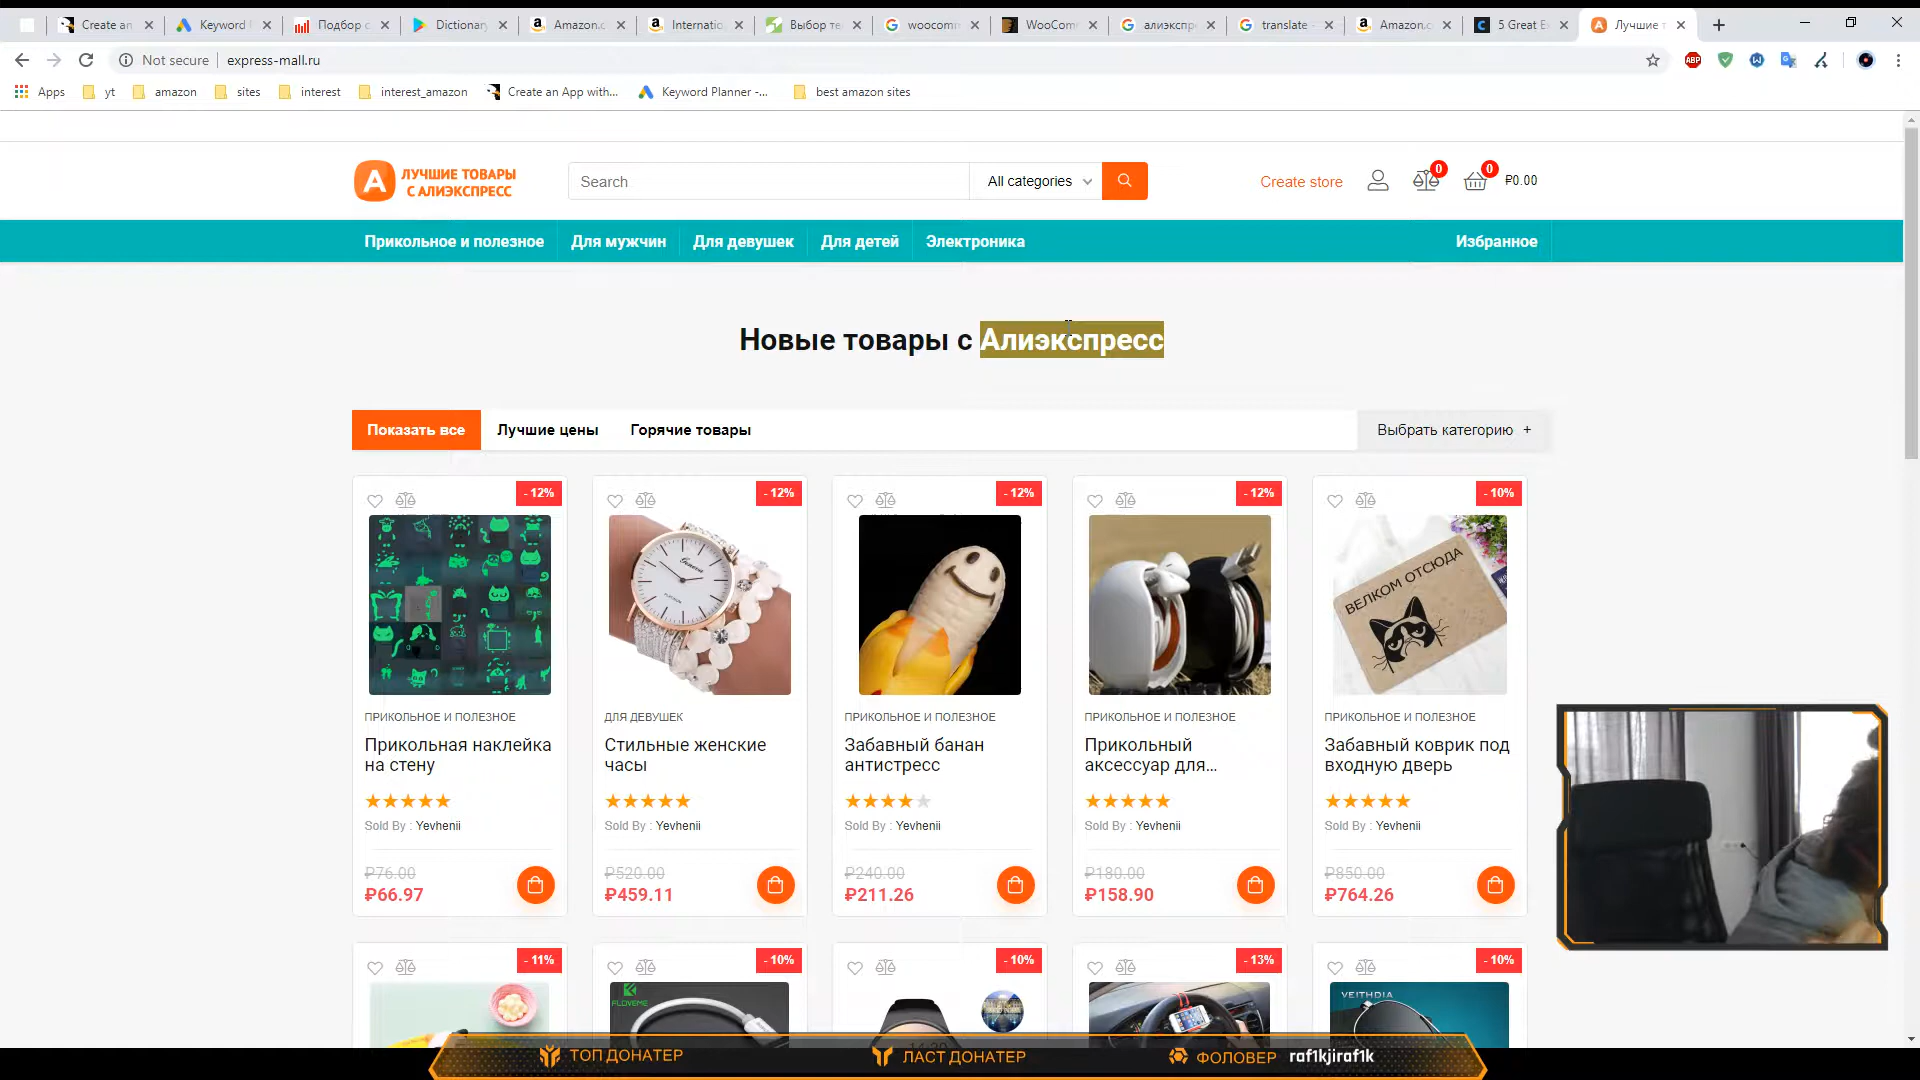 Create an
Keyword
Подбор с
Dictionary
Amazon.c
Internatio
Выбор те
woocomm
WooCom
алиэкспр
translate -
Amazon.c
5 Great E
Лучшие т
Not secure
express-mall.ru
Apps
yt
amazon
sites
interest
interest_amazon
Create an App with...
Keyword Planner -...
best amazon sites
ЛУЧШИЕ ТОВАРЫ
С АЛИЭКСПРЕСС
Search
All categories
Create store
0
0
₽0.00
Прикольное и полезное
Для мужчин
Для девушек
Для детей
Электроника
Избранное
Новые товары с Алиэкспресс
Показать все
Лучшие цены
Горячие товары
Выбрать категорию +
- 12%
- 12%
- 12%
- 12%
- 10%
Geneva
ВЕЛКОМ ОТСЮДА
ПРИКОЛЬНОЕ И ПОЛЕЗНОЕ
Прикольная наклейка
на стену
Sold By : Yevhenii
₽76.00
₽66.97
ДЛЯ ДЕВУШЕК
Стильные женские
часы
Sold By : Yevhenii
₽520.00
₽459.11
ПРИКОЛЬНОЕ И ПОЛЕЗНОЕ
Забавный банан
антистресс
Sold By : Yevhenii
₽240.00
₽211.26
ПРИКОЛЬНОЕ И ПОЛЕЗНОЕ
Прикольный
аксессуар для...
Sold By : Yevhenii
₽180.00
₽158.90
ПРИКОЛЬНОЕ И ПОЛЕЗНОЕ
Забавный коврик под
входную дверь
Sold By : Yevhenii
₽850.00
₽764.26
- 11%
- 10%
- 10%
- 13%
- 10%
FLOVEME
VEITHDIA
ТОП ДОНАТЕР
ЛАСТ ДОНАТЕР
ФОЛОВЕР raf1kjiraf1k